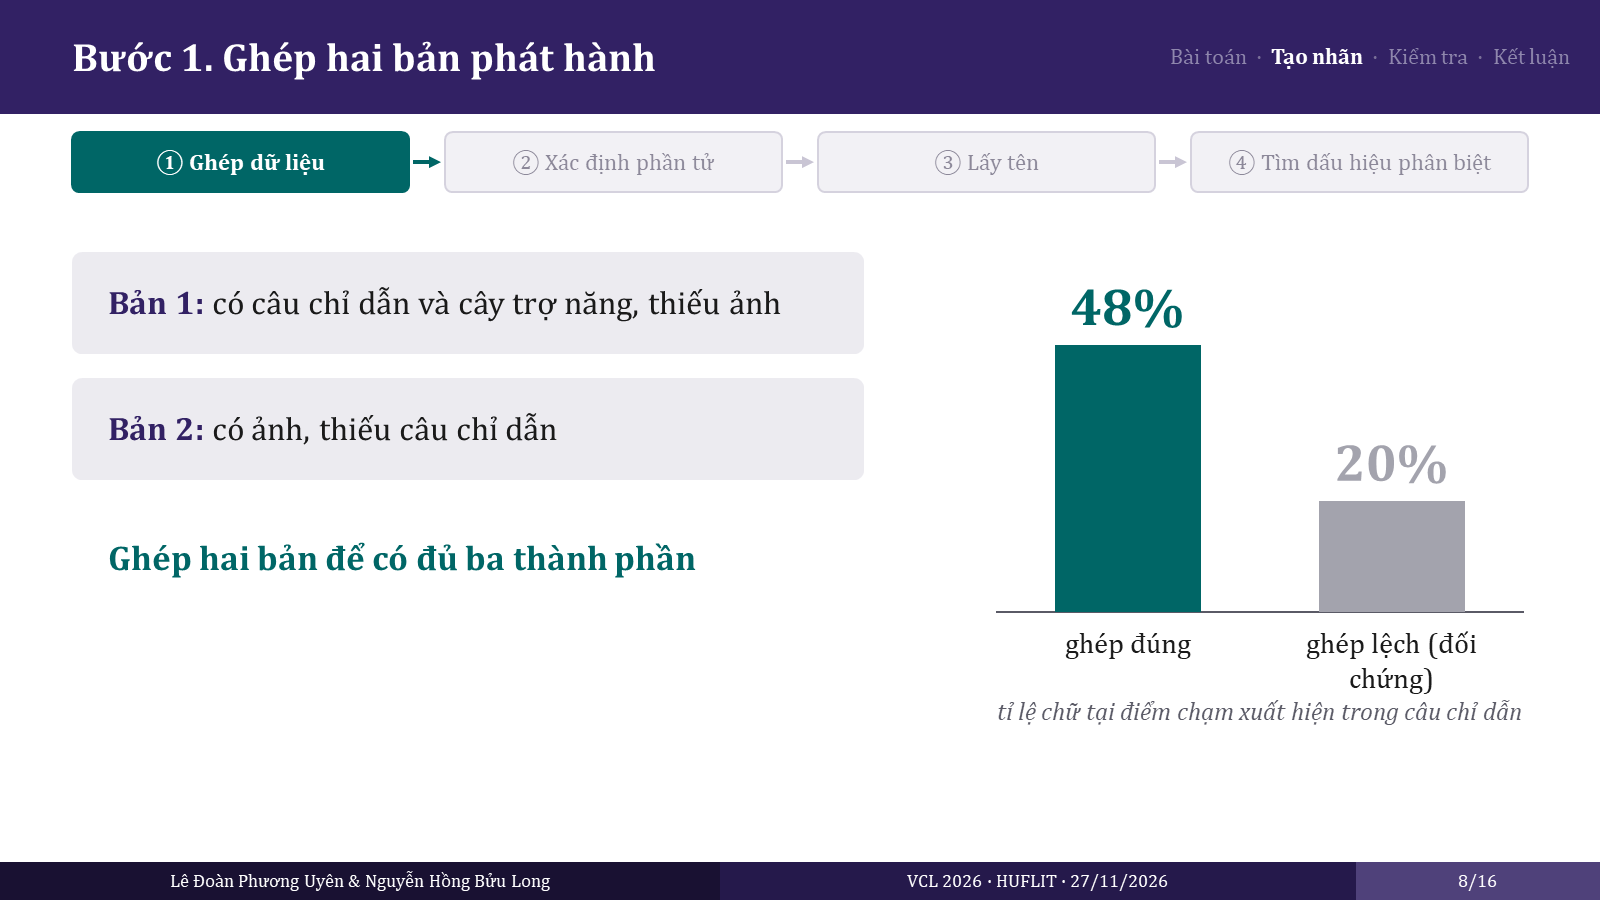 Bước 1. Ghép hai bản phát hành
Bài toán · Tạo nhãn · Kiểm tra · Kết luận
① Ghép dữ liệu
② Xác định phần tử
③ Lấy tên
④ Tìm dấu hiệu phân biệt
Bản 1: có câu chỉ dẫn và cây trợ năng, thiếu ảnh
Bản 2: có ảnh, thiếu câu chỉ dẫn
Ghép hai bản để có đủ ba thành phần
48%
20%
ghép đúng
ghép lệch (đối
chứng)
tỉ lệ chữ tại điểm chạm xuất hiện trong câu chỉ dẫn
Lê Đoàn Phương Uyên & Nguyễn Hồng Bửu Long
VCL 2026 · HUFLIT · 27/11/2026
8/16